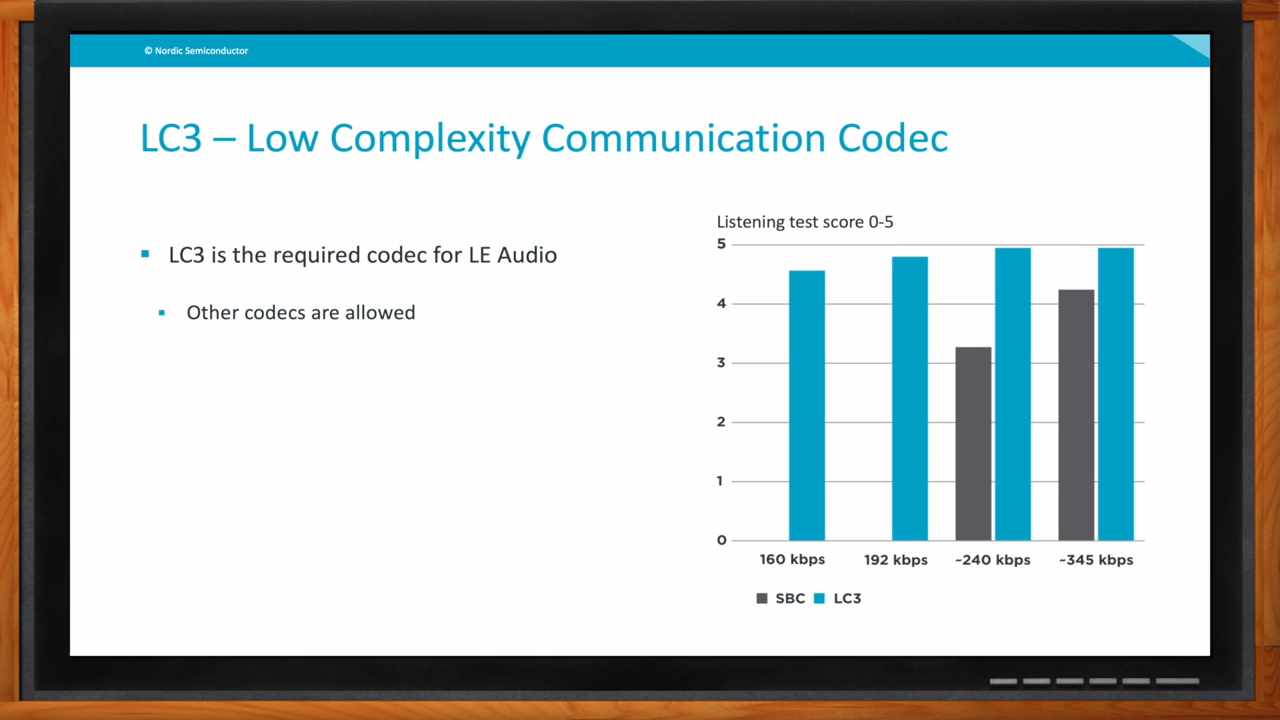 © Nordic Semiconductor
LC3 – Low Complexity Communication Codec
LC3 is the required codec for LE Audio
Other codecs are allowed
Listening test score 0-5
5
4
3
2
1
0
160 kbps 192 kbps ~240 kbps ~345 kbps
SBC LC3